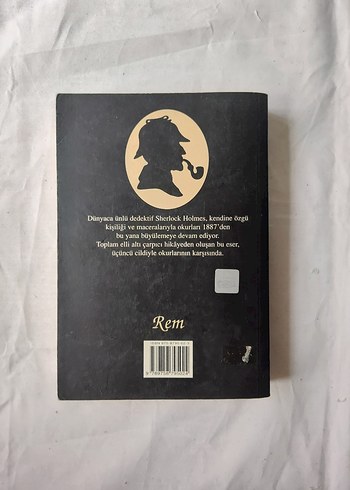 Dünyaca ünlü dedektif Sherlock Holmes, kendine özgü
kişiliği ve maceralarıyla okurları 1887'den
bu yana büyülemeye devam ediyor.
Toplam elli altı çarpıcı hikâyeden oluşan bu eser,
üçüncü cildiyle okurlarının karşısında.
Rem